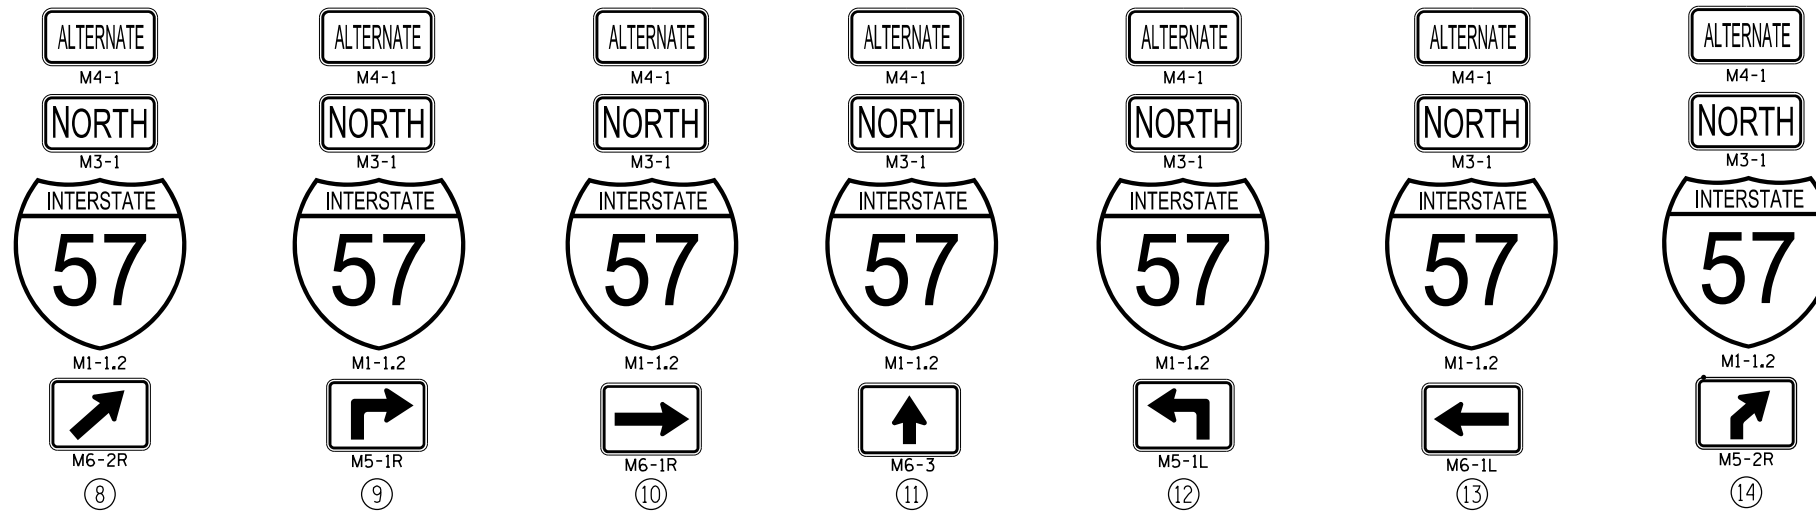 ALTERNATE ALTERNATE ALTERNATE ALTERNATE ALTERNATE ALTERNATE ALTERNATE
M4-1 M4-1 M4-1 M4-1 M4-1 M4-1 M4-1
NORTH NORTH NORTH NORTH NORTH NORTH NORTH
M3-1 M3-1 M3-1 M3-1 M3-1 M3-1 M3-1
INTERSTATE INTERSTATE INTERSTATE INTERSTATE INTERSTATE INTERSTATE INTERSTATE
57 57 57 57 57 57 57
M1-1.2 M1-1.2 M1-1.2 M1-1.2 M1-1.2 M1-1.2 M1-1.2
M6-2R M5-1R M6-1R M6-3 M5-1L M6-1L M5-2R
8 9 10 11 12 13 14